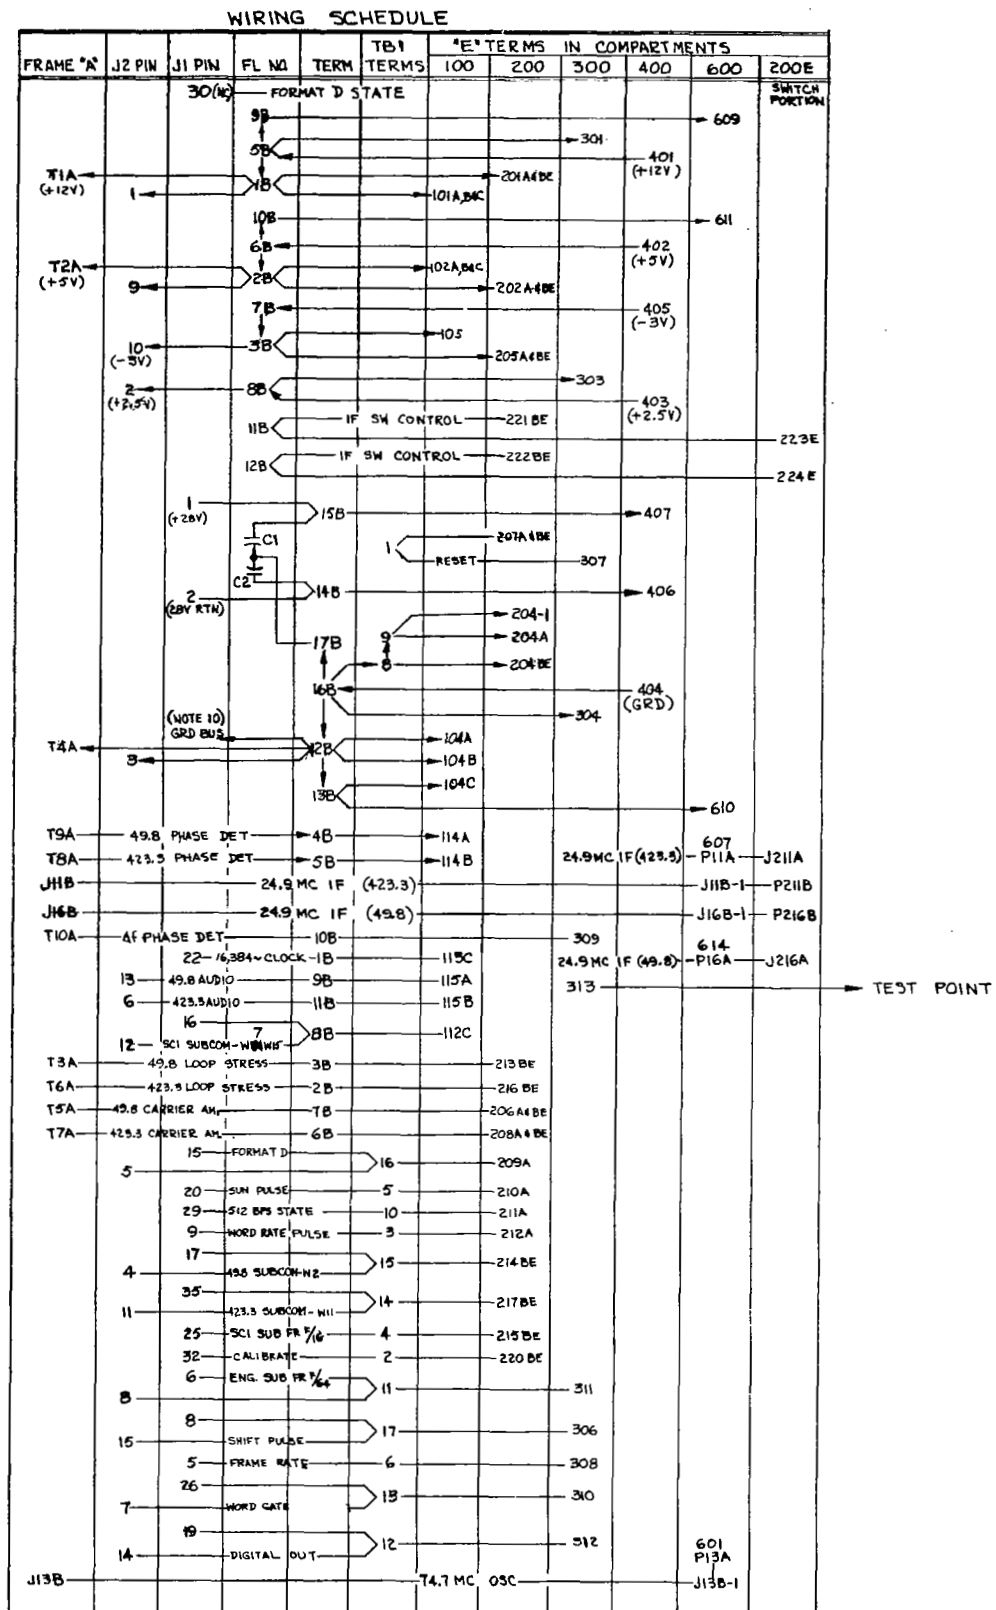 WIRING SCHEDULE
TB1 "E" TERMS IN COMPARTMENTS
FRAME "A" J2 PIN J1 PIN FL NO TERM TERMS 100 200 300 400 600 200E
30(NC) FORMAT D STATE SWITCH
PORTION
9B 609
5B 301
401
(+12V)
T1A 1B 201A&BE
(+12V) 1 101A,B&C
10B 611
6B 402
(+5V)
T2A 2B 102A,B&C
(+5V) 9 202A&BE
7B 405
(-3V)
3B 105
10 205A&BE
(-3V)
2 8B 303
(+2.5V) 403
(+2.5V)
11B IF SW CONTROL 221BE
223E
12B IF SW CONTROL 222BE
224E
1 15B 407
(+28V)
C1 207A&BE
1 RESET 307
C2 14B 406
2
(28V RTN)
204-1
17B 9 204A
8 204BE
16B 404
(GRD)
304
(NOTE 10)
GRD BUS
T4A 12B 104A
3 104B
13B 104C
610
T9A 49.8 PHASE DET 4B 114A 607
T8A 423.3 PHASE DET 5B 114B 24.9MC IF (423.3) P11A J211A
J11B 24.9 MC IF (423.3) J11B-1 P211B
J16B 24.9 MC IF (49.8) J16B-1 P216B
T10A Δf PHASE DET 10B 309 614
22 16,384~CLOCK 1B 115C 24.9MC IF (49.8) P16A J216A
13 49.8 AUDIO 9B 115A 313 TEST POINT
6 423.3 AUDIO 11B 115B
16 7 8B 112C
12 SCI SUBCOM
T3A 49.8 LOOP STRESS 3B 213BE
T6A 423.3 LOOP STRESS 2B 216BE
T5A 49.8 CARRIER AM. 7B 206A&BE
T7A 423.3 CARRIER AM. 6B 208A&BE
15 FORMAT D 16 209A
5
20 SUN PULSE 5 210A
29 512 BPS STATE 10 211A
9 WORD RATE PULSE 3 212A
17 15 214BE
4 49.8 SUBCOM-W2
35 14 217BE
11 423.3 SUBCOM-W11
25 SCI SUB FR F/16 4 215BE
32 CALIBRATE 2 220BE
6 ENG. SUB FR F/64 11 311
8
8 17 306
15 SHIFT PULSE
5 FRAME RATE 6 308
26 13 310
7 WORD GATE
19 12 312 601
14 DIGITAL OUT P13A
J13B 74.7 MC OSC J13B-1